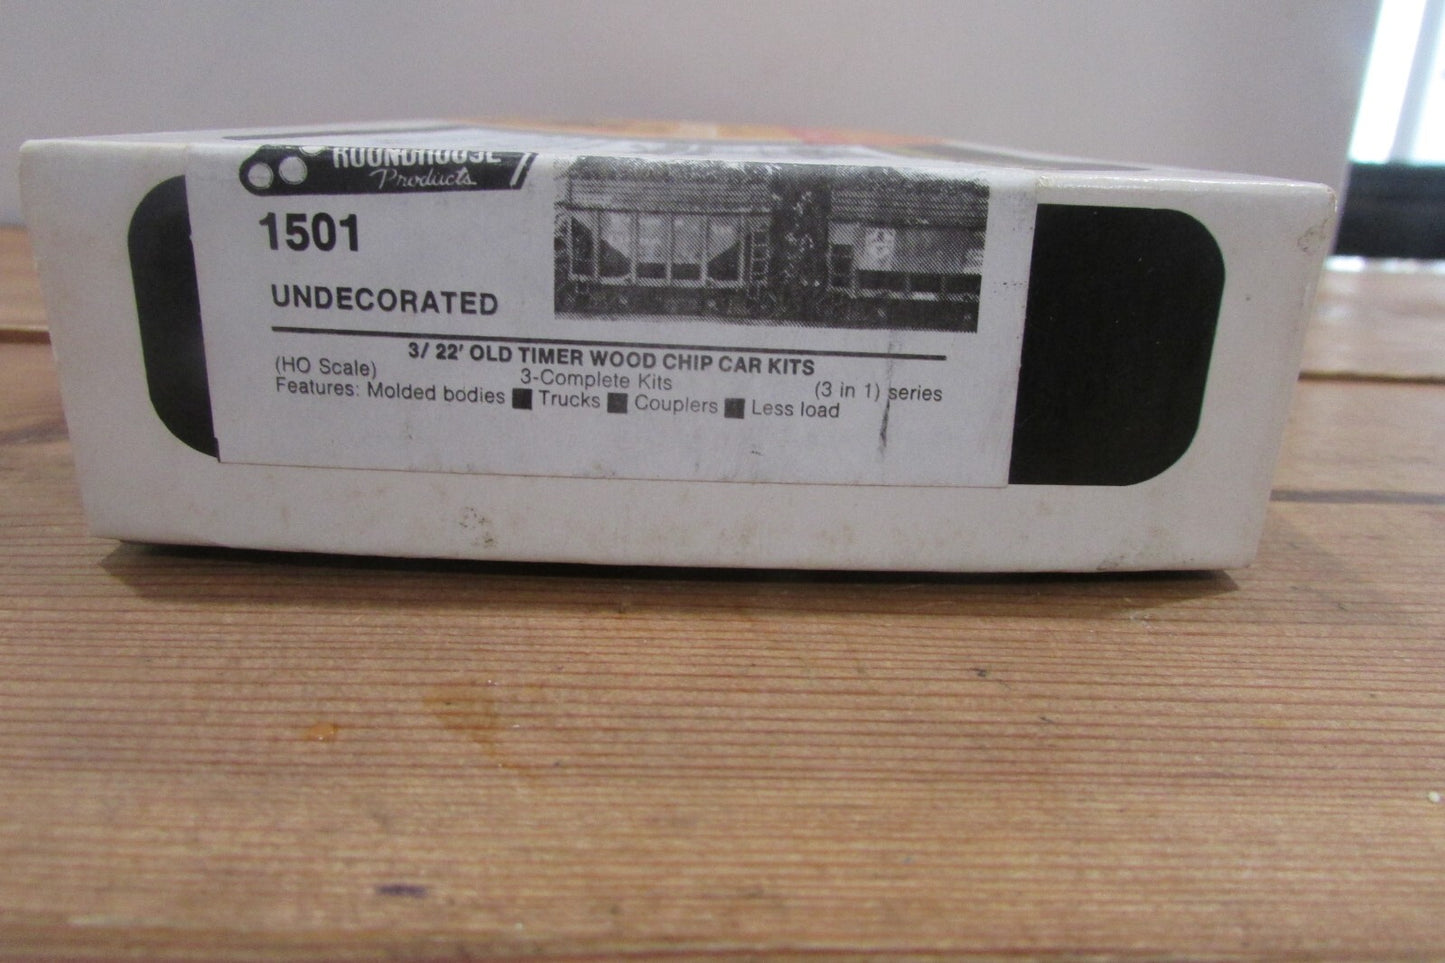 ROUNDHOUSE
Products
1501
UNDECORATED
3/ 22' OLD TIMER WOOD CHIP CAR KITS
(HO Scale) 3-Complete Kits (3 in 1) series
Features: Molded bodies ■ Trucks ■ Couplers ■ Less load